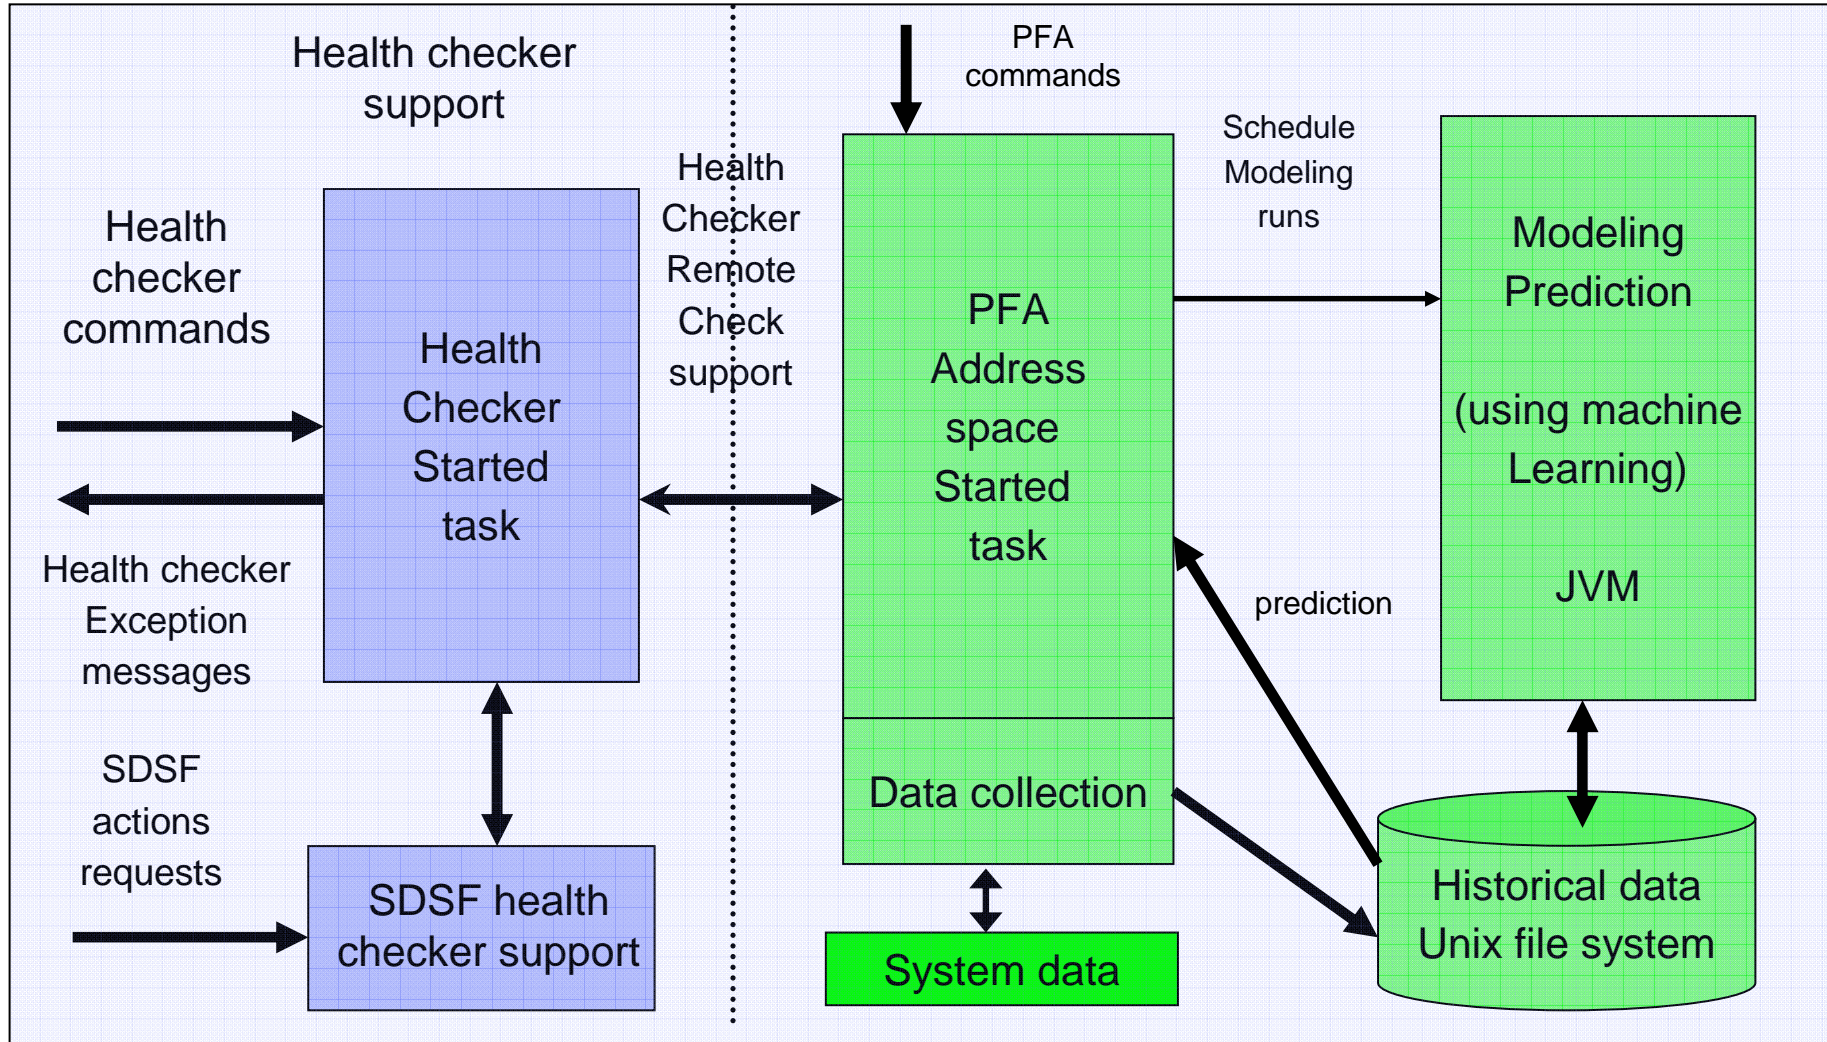 Health checker
support
PFA
commands
Health
checker
commands
Health
Checker
Started
task
Health
Checker
Remote
Check
support
PFA
Address
space
Started
task
Schedule
Modeling
runs
Modeling
Prediction
(using machine
Learning)
JVM
Health checker
Exception
messages
prediction
SDSF
actions
requests
SDSF health
checker support
Data collection
System data
Historical data
Unix file system